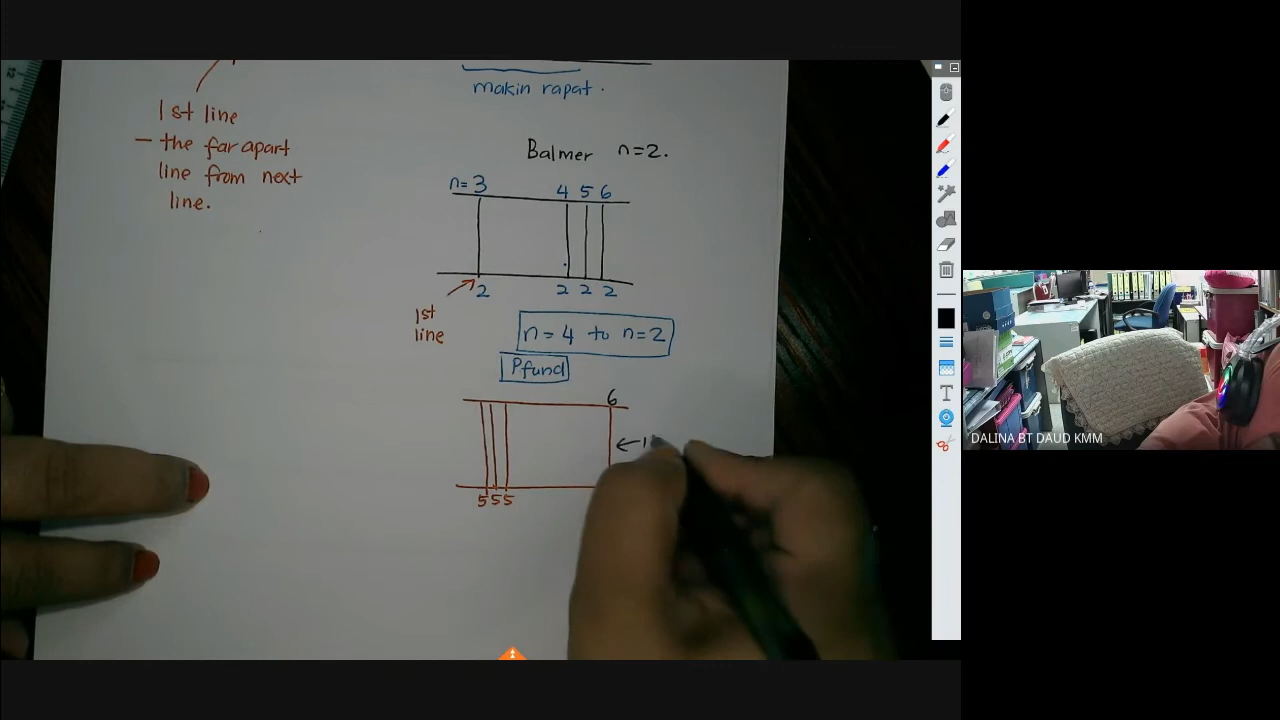 makin rapat.
1st line
- the far apart
line from next
line.
Balmer n=2.
n= 3 4 5 6
2 2 2 2
1st
line
n = 4 to n=2
Pfund
6
←1
5 5 5
T
DALINA BT DAUD KMM